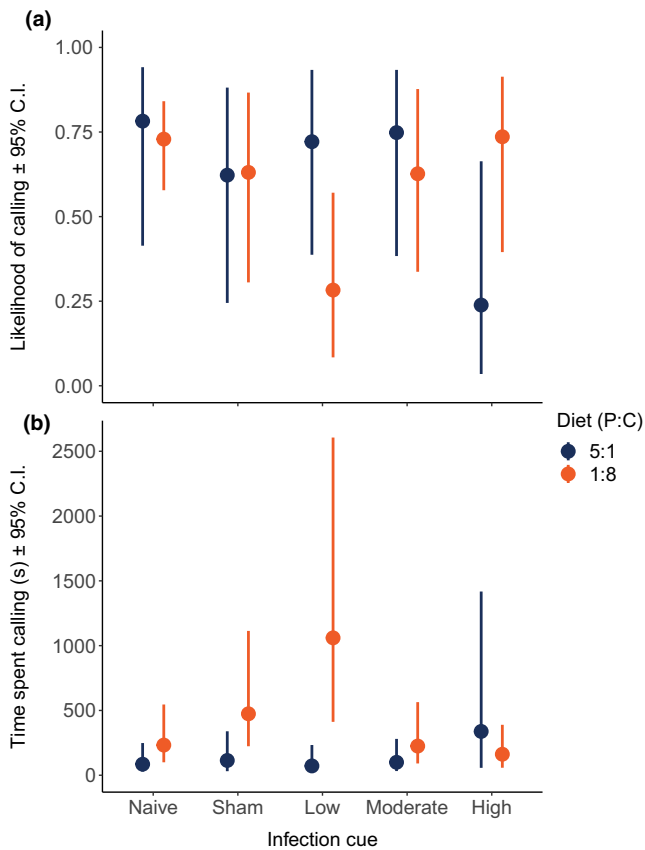 (a)
Likelihood of calling ± 95% C.I.
1.00
0.75
0.50
0.25
0.00
(b)
Time spent calling (s) ± 95% C.I.
2500
2000
1500
1000
500
0
Naive Sham Low Moderate High
Infection cue
Diet (P:C)
5:1
1:8